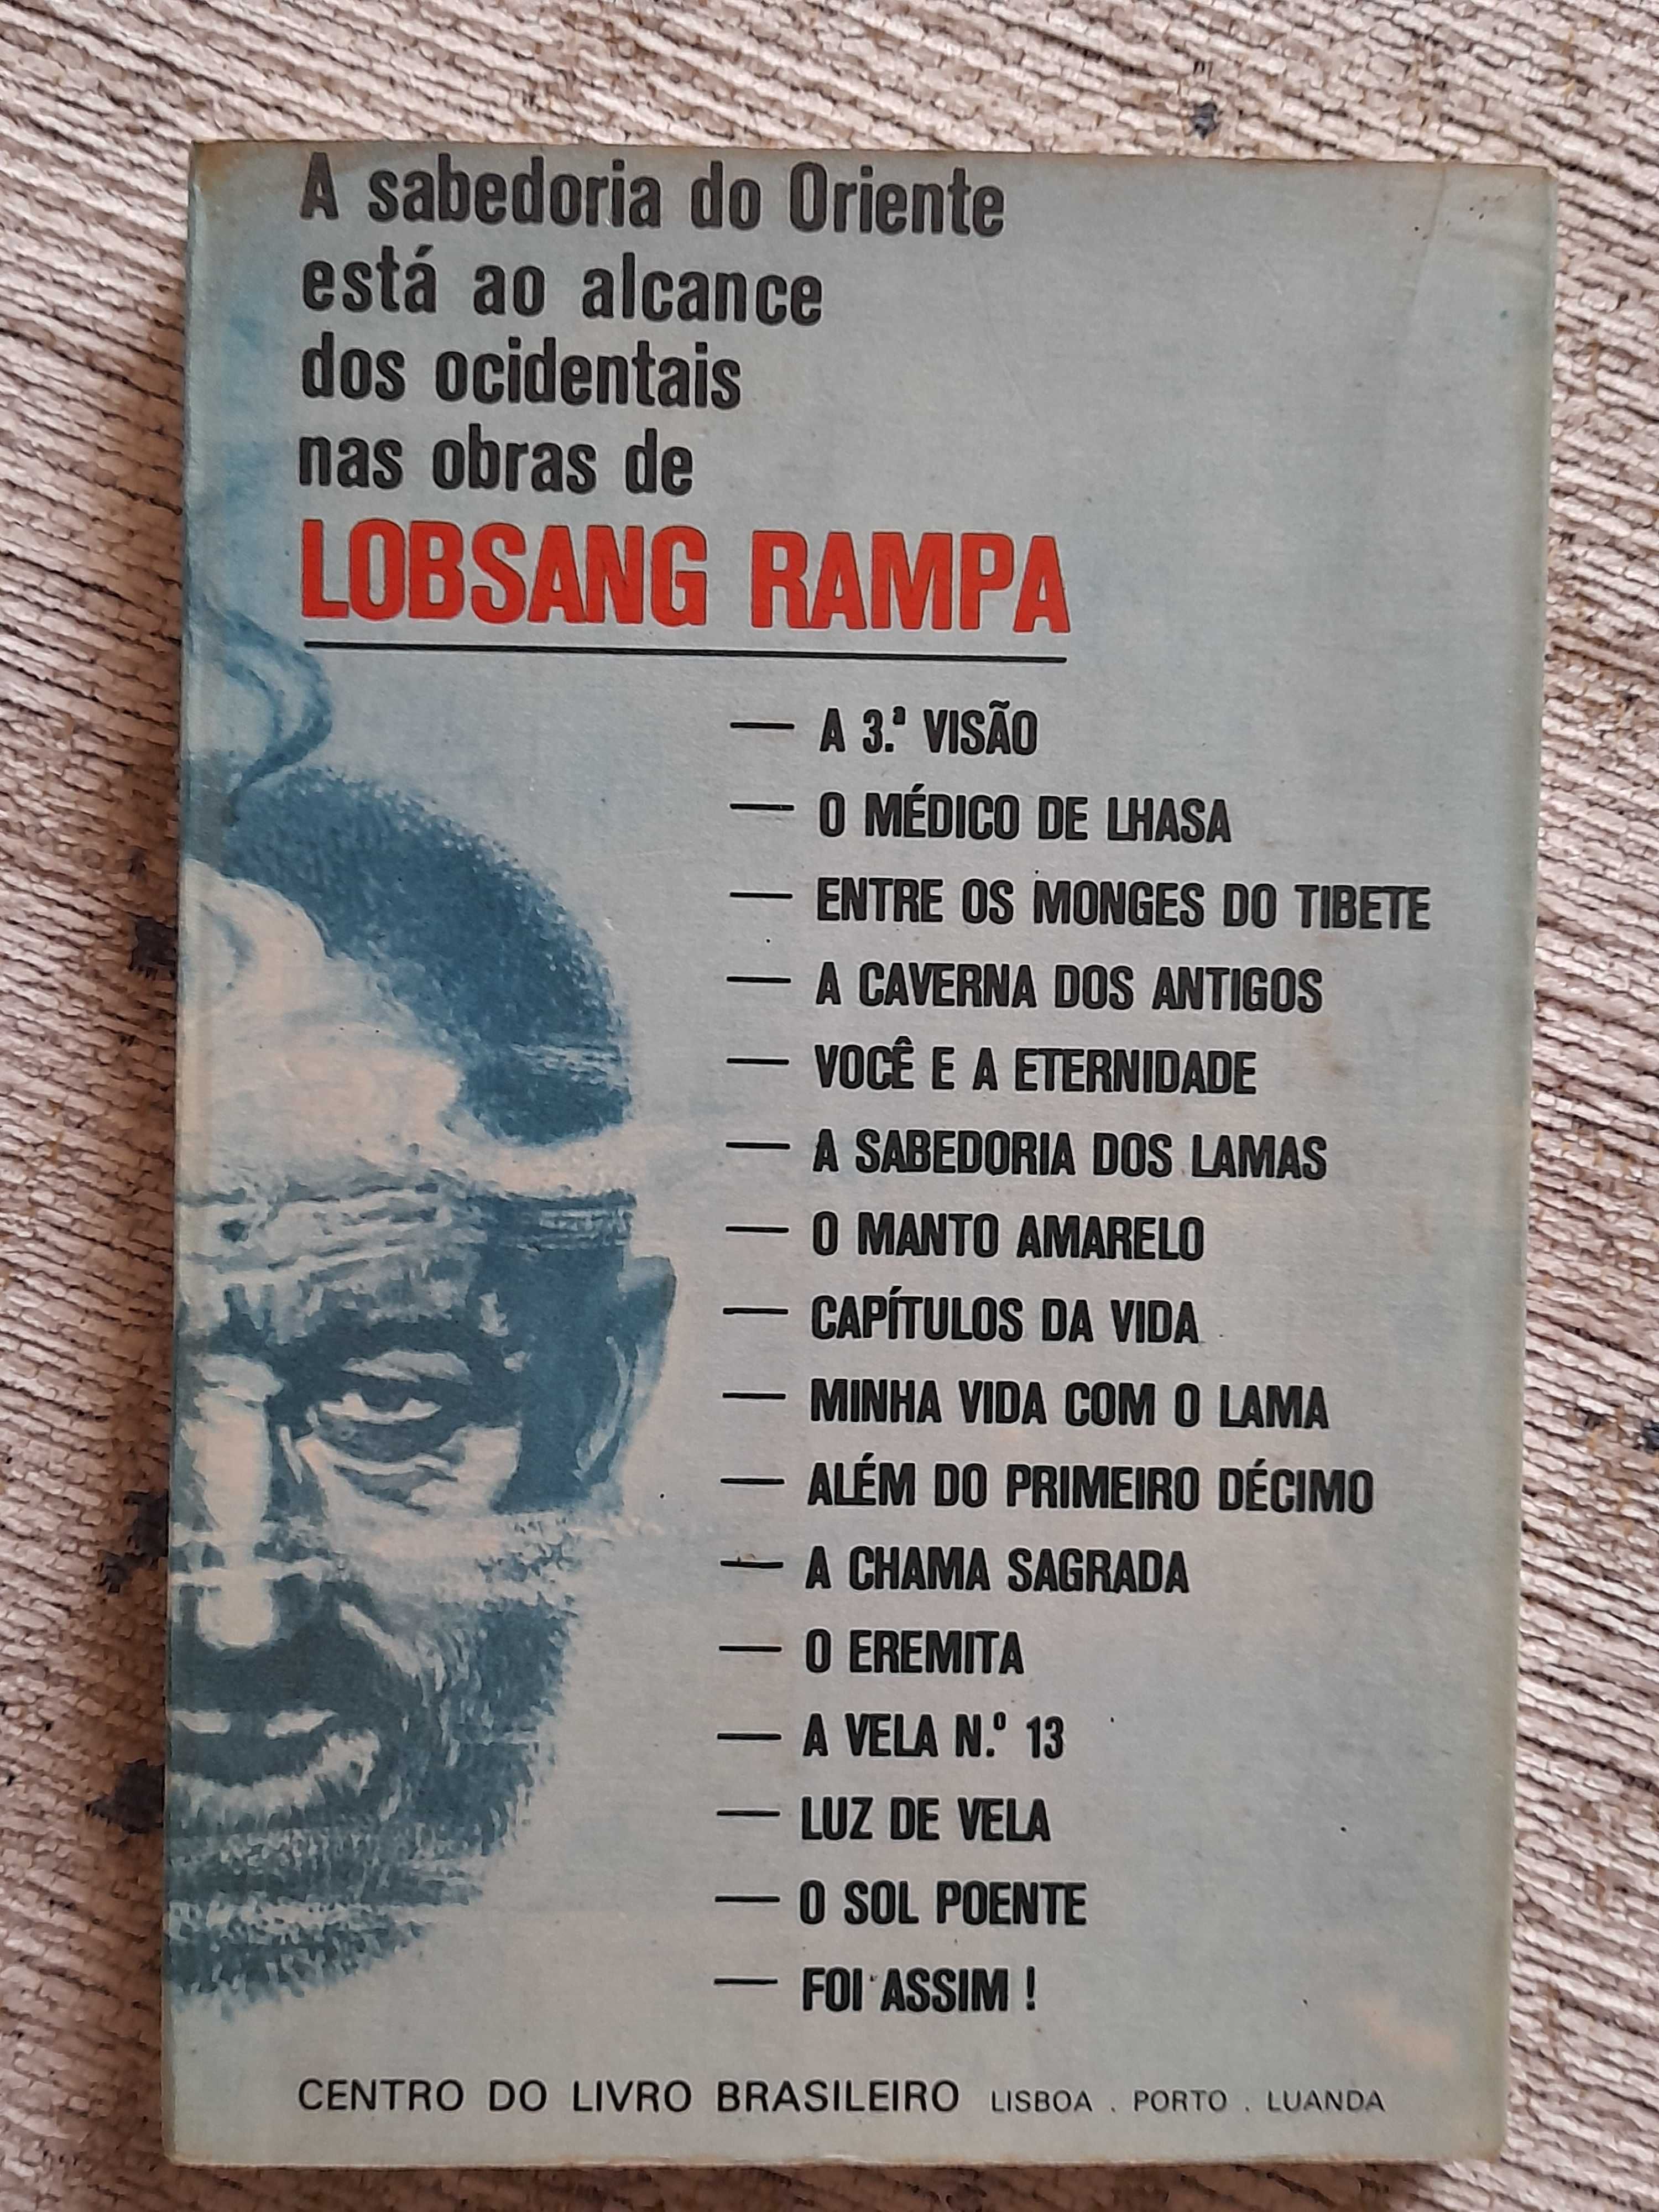 A sabedoria do Oriente
está ao alcance
dos ocidentais
nas obras de
LOBSANG RAMPA
— A 3.ª VISÃO
— O MÉDICO DE LHASA
— ENTRE OS MONGES DO TIBETE
— A CAVERNA DOS ANTIGOS
— VOCÊ E A ETERNIDADE
— A SABEDORIA DOS LAMAS
— O MANTO AMARELO
— CAPÍTULOS DA VIDA
— MINHA VIDA COM O LAMA
— ALÉM DO PRIMEIRO DÉCIMO
— A CHAMA SAGRADA
— O EREMITA
— A VELA N.º 13
— LUZ DE VELA
— O SOL POENTE
— FOI ASSIM !
CENTRO DO LIVRO BRASILEIRO LISBOA . PORTO . LUANDA